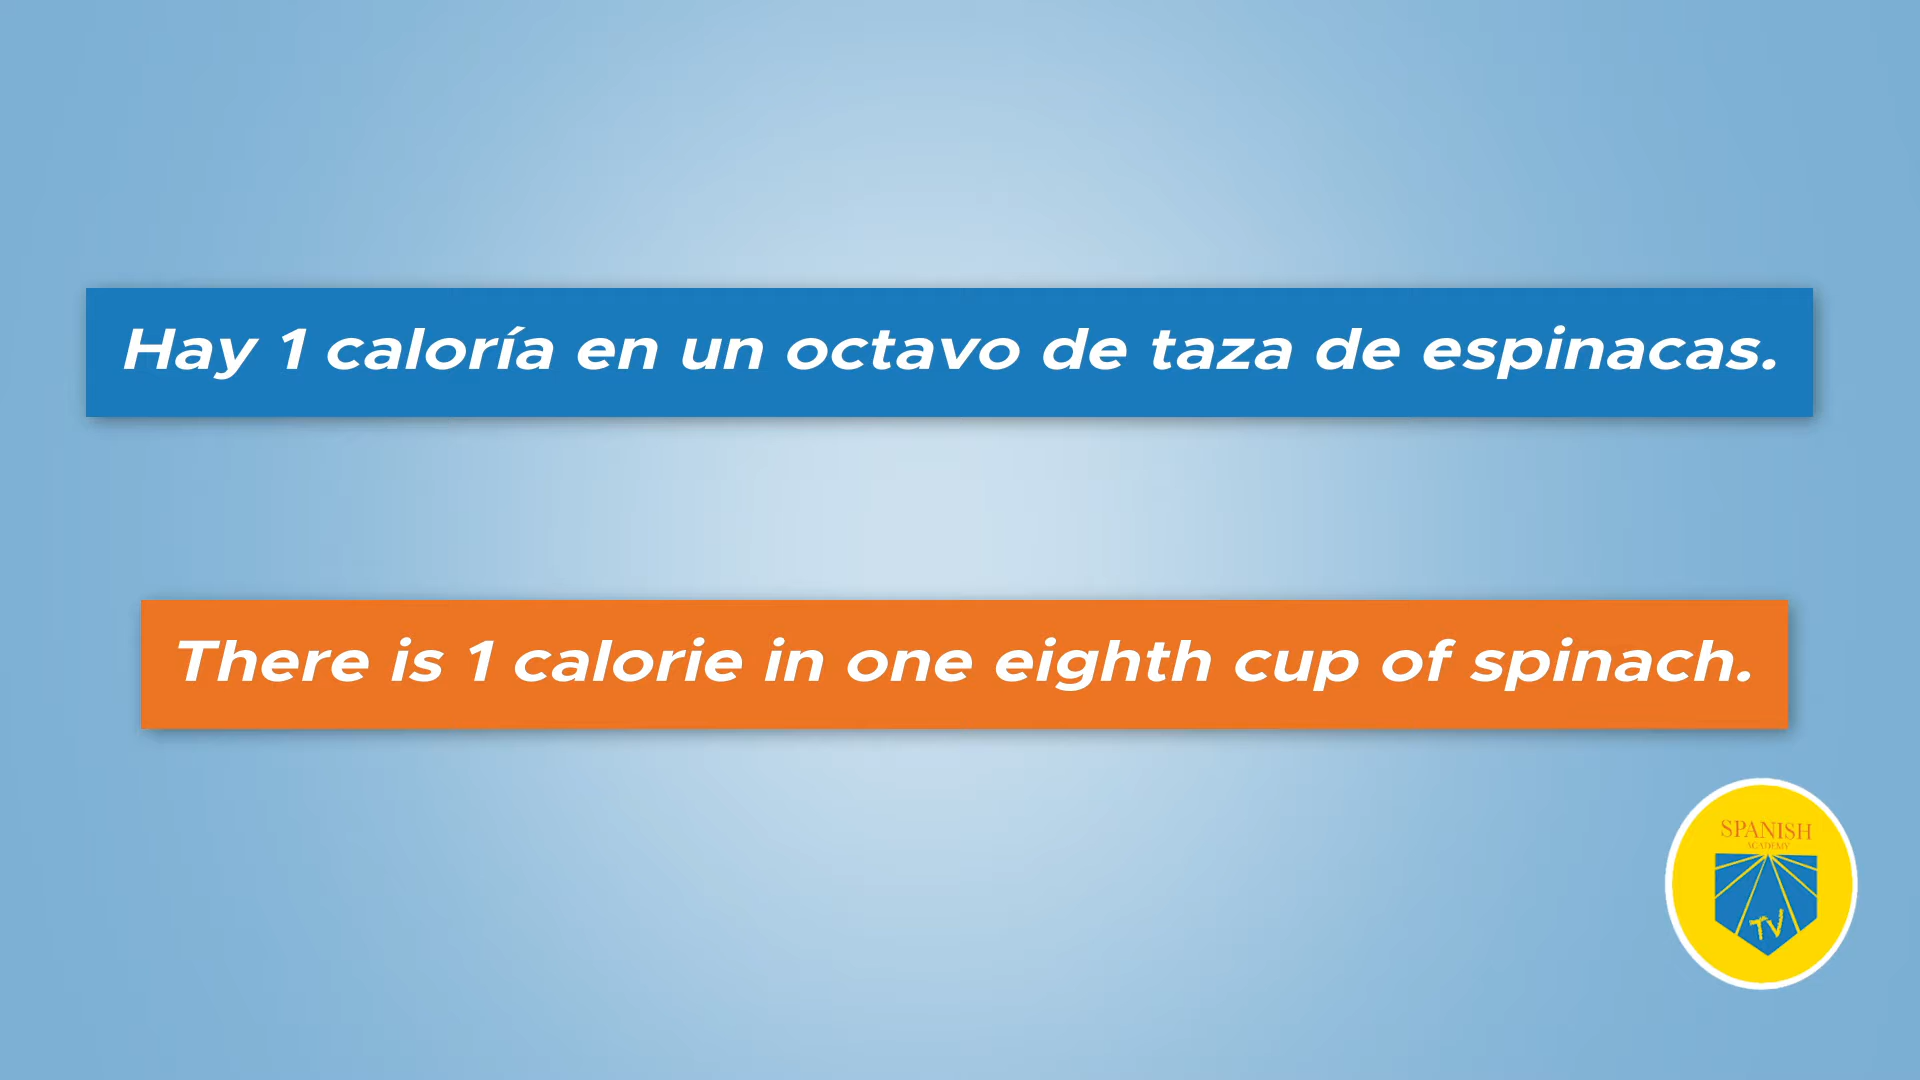 Hay 1 caloría en un octavo de taza de espinacas.
There is 1 calorie in one eighth cup of spinach.
SPANISH
ACADEMY
TV